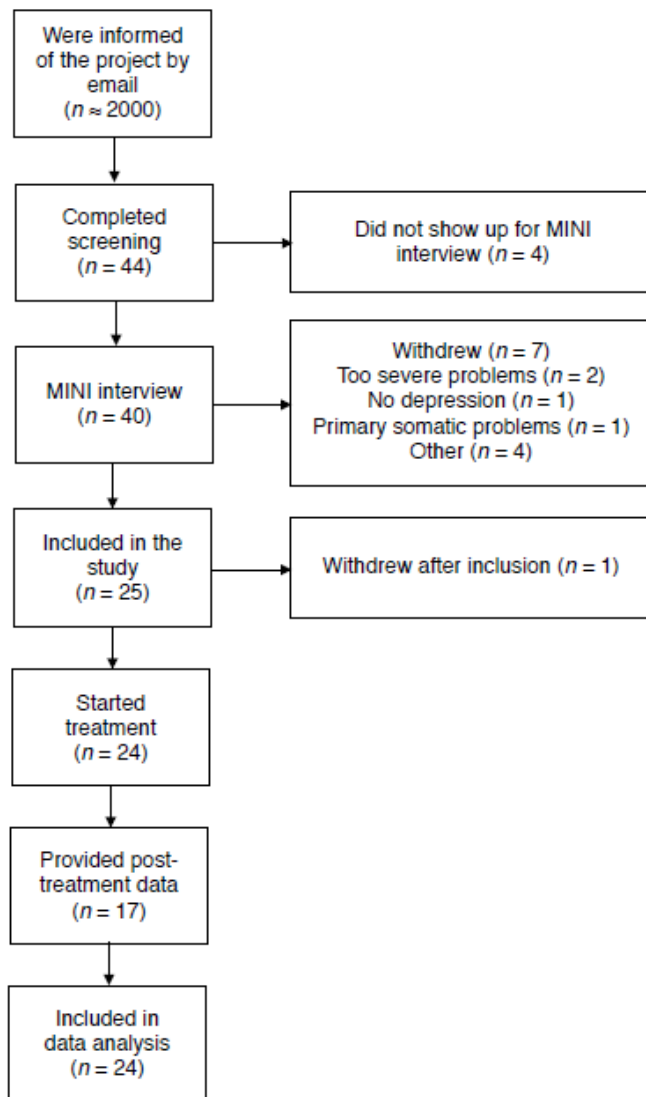 Were informed
of the project by
email
(n ≈ 2000)
Completed
screening
(n = 44)
Did not show up for MINI
interview (n = 4)
MINI interview
(n = 40)
Withdrew (n = 7)
Too severe problems (n = 2)
No depression (n = 1)
Primary somatic problems (n = 1)
Other (n = 4)
Included in the
study
(n = 25)
Withdrew after inclusion (n = 1)
Started
treatment
(n = 24)
Provided post-
treatment data
(n = 17)
Included in
data analysis
(n = 24)